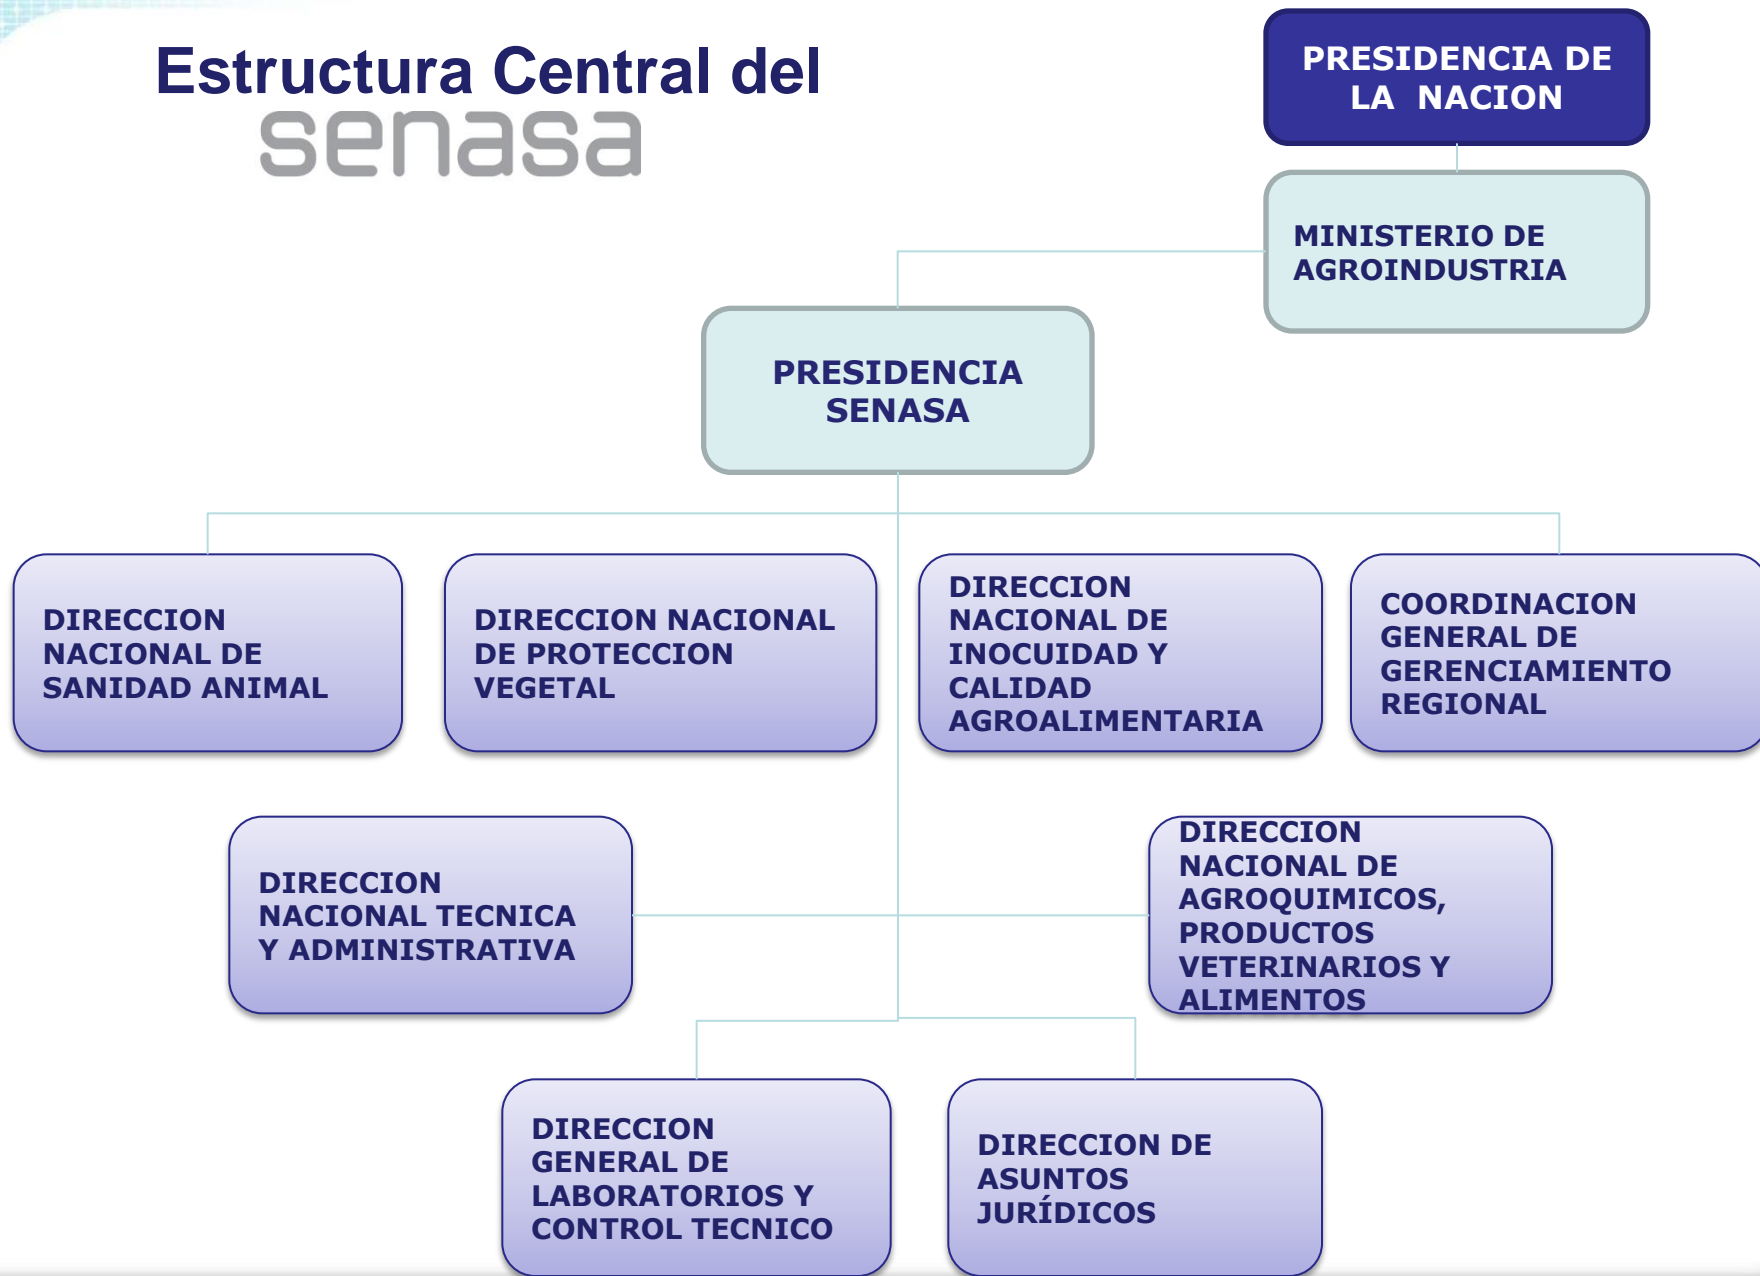 Estructura Central del
senasa
PRESIDENCIA DE
LA NACION
MINISTERIO DE
AGROINDUSTRIA
PRESIDENCIA
SENASA
DIRECCION
NACIONAL DE
SANIDAD ANIMAL
DIRECCION NACIONAL
DE PROTECCION
VEGETAL
DIRECCION
NACIONAL DE
INOCUIDAD Y
CALIDAD
AGROALIMENTARIA
COORDINACION
GENERAL DE
GERENCIAMIENTO
REGIONAL
DIRECCION
NACIONAL TECNICA
Y ADMINISTRATIVA
DIRECCION
NACIONAL DE
AGROQUIMICOS,
PRODUCTOS
VETERINARIOS Y
ALIMENTOS
DIRECCION
GENERAL DE
LABORATORIOS Y
CONTROL TECNICO
DIRECCION DE
ASUNTOS
JURÍDICOS